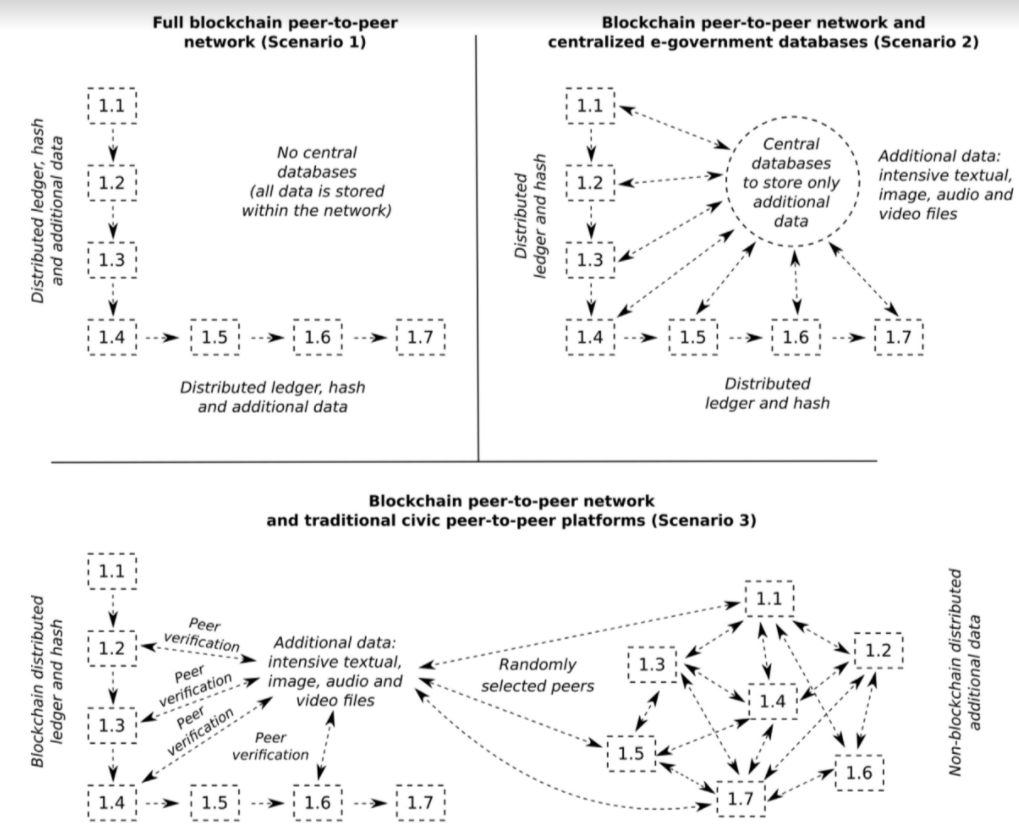 Full blockchain peer-to-peer
network (Scenario 1)
Distributed ledger, hash
and additional data
1.1
1.2
1.3
1.4
1.5
1.6
1.7
No central
databases
(all data is stored
within the network)
Distributed ledger, hash
and additional data
Blockchain peer-to-peer network and
centralized e-government databases (Scenario 2)
Distributed
ledger and hash
1.1
1.2
1.3
1.4
1.5
1.6
1.7
Central
databases
to store only
additional
data
Additional data:
intensive textual,
image, audio and
video files
Distributed
ledger and hash
Blockchain peer-to-peer network
and traditional civic peer-to-peer platforms (Scenario 3)
Blockchain distributed
ledger and hash
1.1
1.2
1.3
1.4
1.5
1.6
1.7
Peer
verification
Peer
verification
Peer
verification
Peer
verification
Additional data:
intensive textual,
image, audio and
video files
Randomly
selected peers
1.1
1.2
1.3
1.4
1.5
1.6
1.7
Non-blockchain distributed
additional data